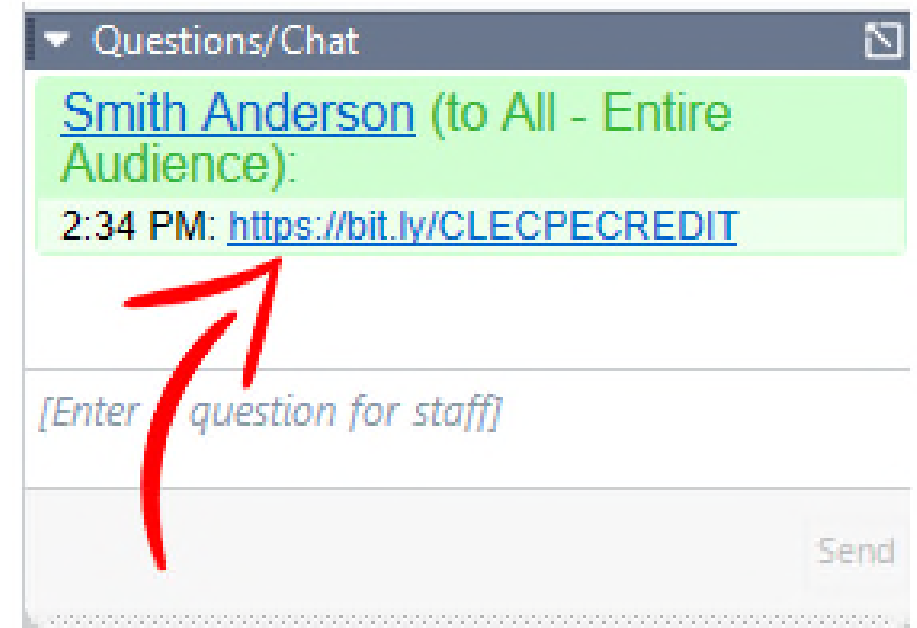 Questions/Chat
Smith Anderson (to All - Entire
Audience):
2:34 PM: https://bit.ly/CLECPECREDIT
[Enter question for staff]
Send